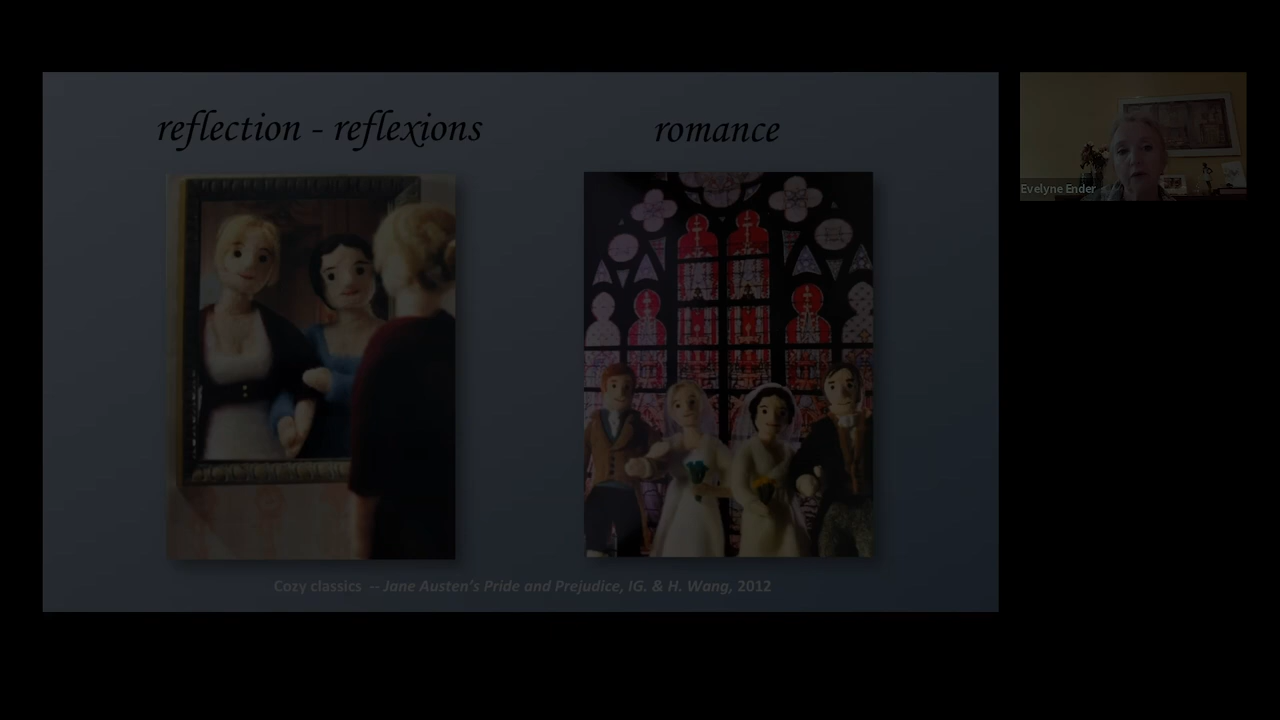 reflection - reflexions
romance
Evelyne Ender
Cozy classics -- Jane Austen's Pride and Prejudice, IG. & H. Wang, 2012